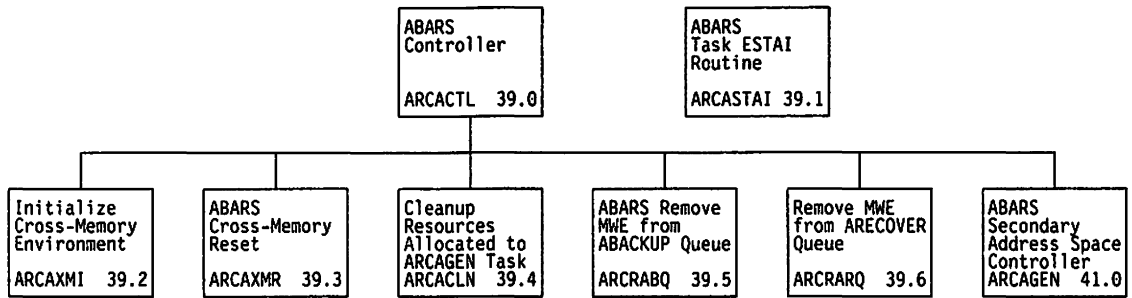 ABARS
Controller
ARCACTL 39.0
ABARS
Task ESTAI
Routine
ARCASTAI 39.1
Initialize
Cross-Memory
Environment
ARCAXMI 39.2
ABARS
Cross-Memory
Reset
ARCAXMR 39.3
Cleanup
Resources
Allocated to
ARCAGEN Task
ARCACLN 39.4
ABARS Remove
MWE from
ABACKUP Queue
ARCRABQ 39.5
Remove MWE
from ARECOVER
Queue
ARCRARQ 39.6
ABARS
Secondary
Address Space
Controller
ARCAGEN 41.0